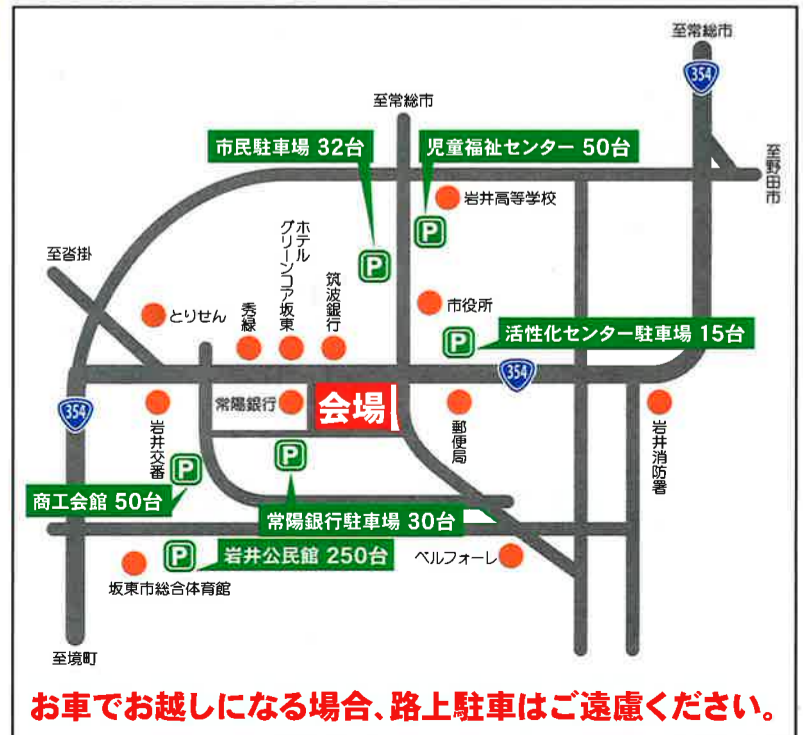 至常総市
354
至常総市
市民駐車場 32台
児童福祉センター 50台
至野田市
岩井高等学校
P
P
至沓掛
ホテル
グリーンコア坂東
筑波銀行
秀緑
とりせん
市役所
P
活性化センター駐車場 15台
354
354
常陽銀行
会場
岩井交番
郵便局
岩井消防署
P
P
商工会館 50台
常陽銀行駐車場 30台
P
岩井公民館 250台
ベルフォーレ
坂東市総合体育館
至境町
お車でお越しになる場合、路上駐車はご遠慮ください。